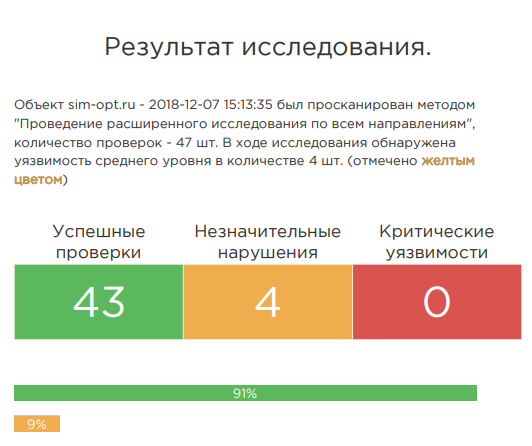 Результат исследования.
Объект sim-opt.ru - 2018-12-07 15:13:35 был просканирован методом
"Проведение расширенного исследования по всем направлениям",
количество проверок - 47 шт. В ходе исследования обнаружена
уязвимость среднего уровня в количестве 4 шт. (отмечено желтым
цветом)
Успешные
проверки
Незначительные
нарушения
Критические
уязвимости
43
4
0
91%
9%